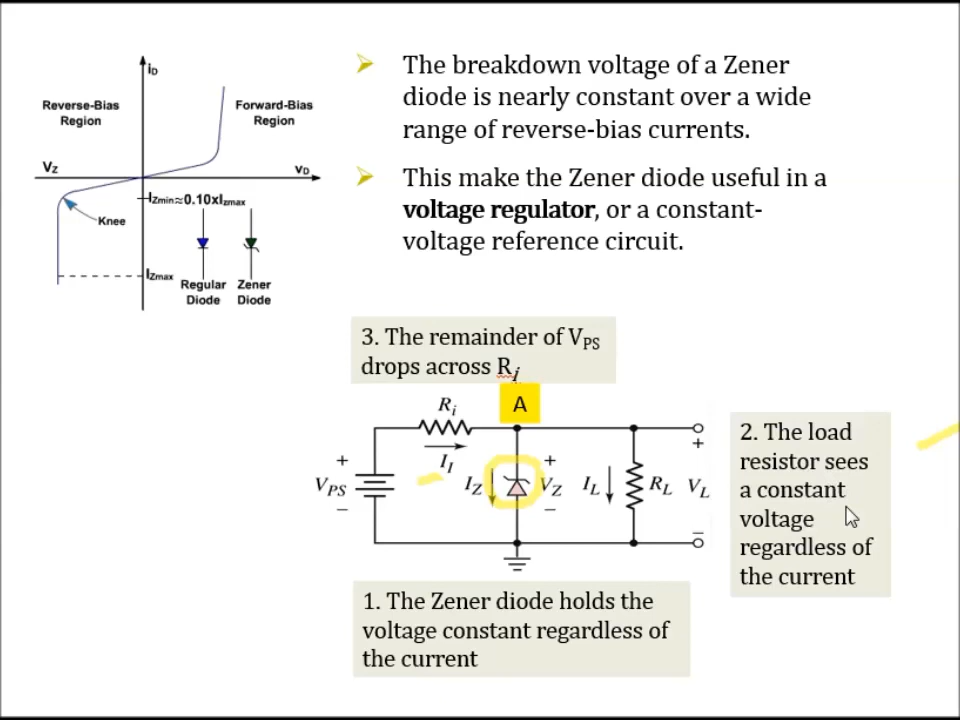 iD
Reverse-Bias
Region
Forward-Bias
Region
VZ
vD
IZmin≈0.10xIZmax
Knee
IZmax
Regular
Diode
Zener
Diode
The breakdown voltage of a Zener
diode is nearly constant over a wide
range of reverse-bias currents.
This make the Zener diode useful in a
voltage regulator, or a constant-
voltage reference circuit.
3. The remainder of VPS
drops across Ri
A
Ri
+
II
VPS
−
IZ
+
VZ
−
IL
RL
+
VL
−
2. The load
resistor sees
a constant
voltage
regardless of
the current
1. The Zener diode holds the
voltage constant regardless of
the current